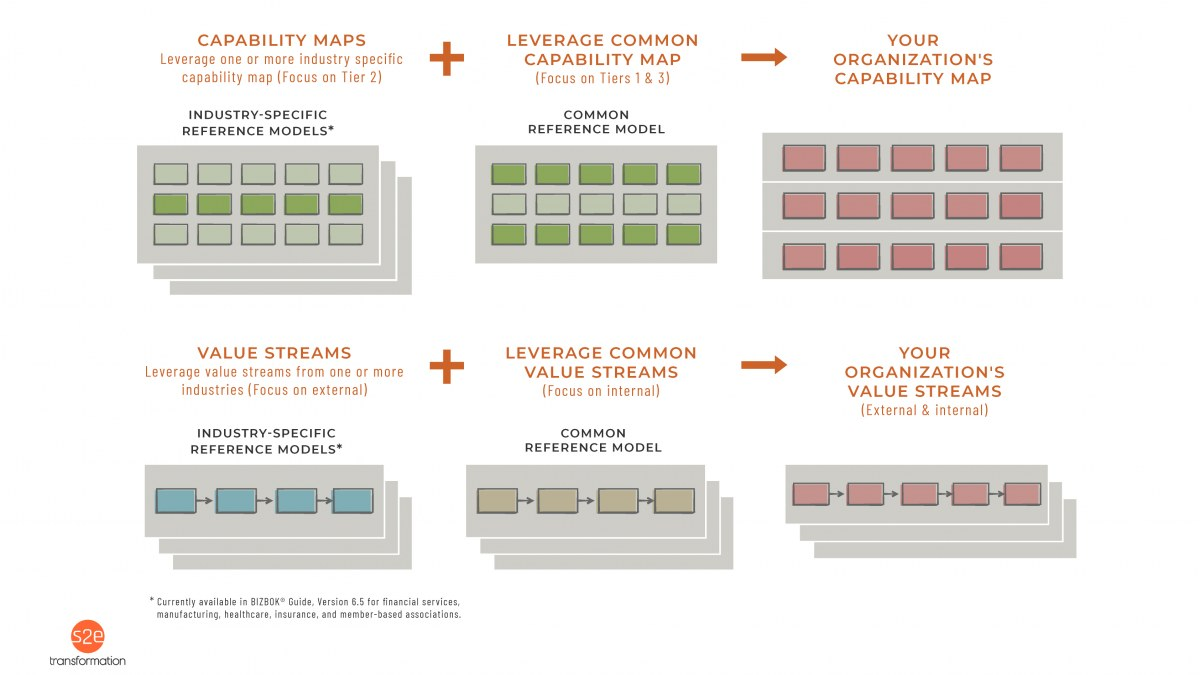 CAPABILITY MAPS
Leverage one or more industry specific
capability map (Focus on Tier 2)
+
LEVERAGE COMMON
CAPABILITY MAP
(Focus on Tiers 1 & 3)
YOUR
ORGANIZATION'S
CAPABILITY MAP
INDUSTRY-SPECIFIC
REFERENCE MODELS*
COMMON
REFERENCE MODEL
VALUE STREAMS
Leverage value streams from one or more
industries (Focus on external)
+
LEVERAGE COMMON
VALUE STREAMS
(Focus on internal)
YOUR
ORGANIZATION'S
VALUE STREAMS
(External & internal)
INDUSTRY-SPECIFIC
REFERENCE MODELS*
COMMON
REFERENCE MODEL
* Currently available in BIZBOK® Guide, Version 6.5 for financial services,
manufacturing, healthcare, insurance, and member-based associations.
s2e
transformation